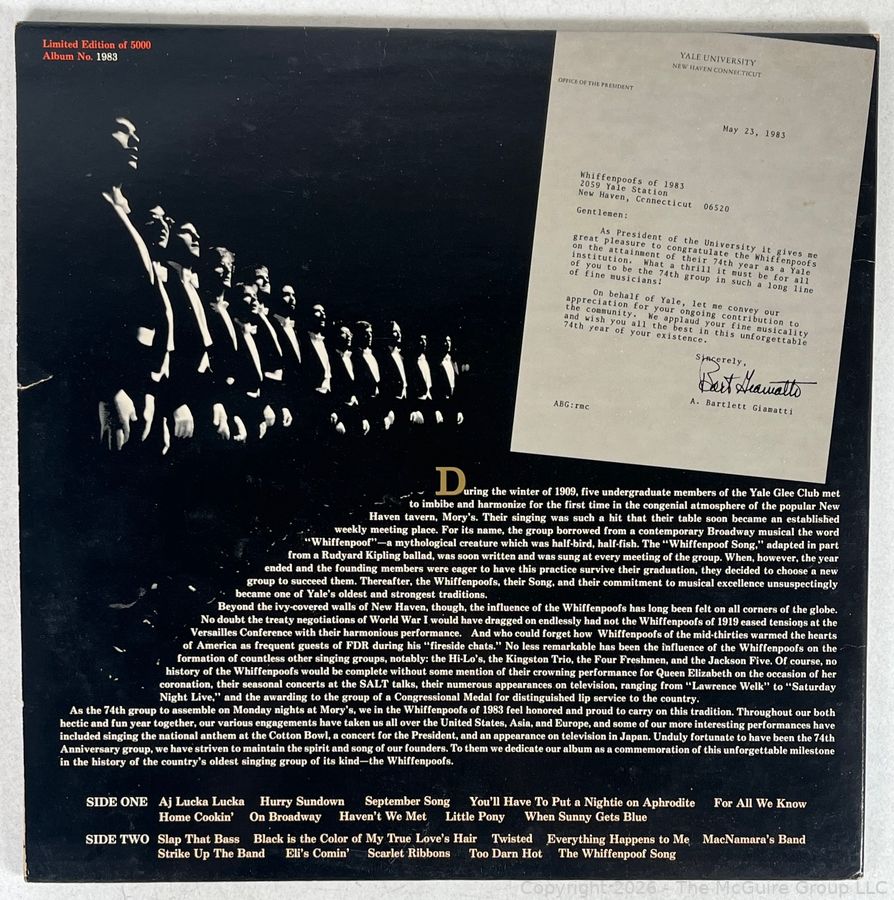 Limited Edition of 5000
Album No. 1983
YALE UNIVERSITY
NEW HAVEN CONNECTICUT
OFFICE OF THE PRESIDENT
May 23, 1983
Whiffenpoofs of 1983
2059 Yale Station
New Haven, Connecticut 06520
Gentlemen:
As President of the University it gives me
great pleasure to congratulate the Whiffenpoofs
on the attainment of their 74th year as a Yale
institution. What a thrill it must be for all
of you to be the 74th group in such a long line
of fine musicians!
On behalf of Yale, let me convey our
appreciation for your ongoing contribution to
the community. We applaud your fine musicality
and wish you all the best in this unforgettable
74th year of your existence.
Sincerely,
Bart Giamatti
A. Bartlett Giamatti
ABG:rmc
During the winter of 1909, five undergraduate members of the Yale Glee Club met
to imbibe and harmonize for the first time in the congenial atmosphere of the popular New
Haven tavern, Mory's. Their singing was such a hit that their table soon became an established
weekly meeting place. For its name, the group borrowed from a contemporary Broadway musical the word
"Whiffenpoof"—a mythological creature which was half-bird, half-fish. The "Whiffenpoof Song," adapted in part
from a Rudyard Kipling ballad, was soon written and was sung at every meeting of the group. When, however, the year
ended and the founding members were eager to have this practice survive their graduation, they decided to choose a new
group to succeed them. Thereafter, the Whiffenpoofs, their Song, and their commitment to musical excellence unsuspectingly
became one of Yale's oldest and strongest traditions.
Beyond the ivy-covered walls of New Haven, though, the influence of the Whiffenpoofs has long been felt on all corners of the globe.
No doubt the treaty negotiations of World War I would have dragged on endlessly had not the Whiffenpoofs of 1919 eased tensions at the
Versailles Conference with their harmonious performance. And who could forget how Whiffenpoofs of the mid-thirties warmed the hearts
of America as frequent guests of FDR during his "fireside chats." No less remarkable has been the influence of the Whiffenpoofs on the
formation of countless other singing groups, notably: the Hi-Lo's, the Kingston Trio, the Four Freshmen, and the Jackson Five. Of course, no
history of the Whiffenpoofs would be complete without some mention of their crowning performance for Queen Elizabeth on the occasion of her
coronation, their seasonal concerts at the SALT talks, their numerous appearances on television, ranging from "Lawrence Welk" to "Saturday
Night Live," and the awarding to the group of a Congressional Medal for distinguished lip service to the country.
As the 74th group to assemble on Monday nights at Mory's, we in the Whiffenpoofs of 1983 feel honored and proud to carry on this tradition. Throughout our both
hectic and fun year together, our various engagements have taken us all over the United States, Asia, and Europe, and some of our more interesting performances have
included singing the national anthem at the Cotton Bowl, a concert for the President, and an appearance on television in Japan. Unduly fortunate to have been the 74th
Anniversary group, we have striven to maintain the spirit and song of our founders. To them we dedicate our album as a commemoration of this unforgettable milestone
in the history of the country's oldest singing group of its kind—the Whiffenpoofs.
SIDE ONE Aj Lucka Lucka Hurry Sundown September Song You'll Have To Put a Nightie on Aphrodite For All We Know
Home Cookin' On Broadway Haven't We Met Little Pony When Sunny Gets Blue
SIDE TWO Slap That Bass Black is the Color of My True Love's Hair Twisted Everything Happens to Me MacNamara's Band
Strike Up The Band Eli's Comin' Scarlet Ribbons Too Darn Hot The Whiffenpoof Song
Copyright 2026 - The McGuire Group LLC